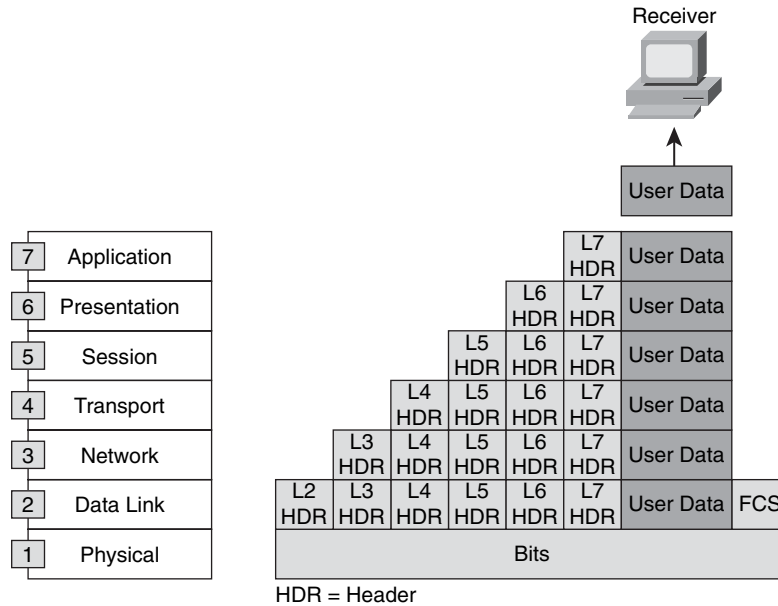 Receiver
User Data
7 Application
L7 HDR User Data
6 Presentation
L6 HDR L7 HDR User Data
5 Session
L5 HDR L6 HDR L7 HDR User Data
4 Transport
L4 HDR L5 HDR L6 HDR L7 HDR User Data
3 Network
L3 HDR L4 HDR L5 HDR L6 HDR L7 HDR User Data
2 Data Link
L2 HDR L3 HDR L4 HDR L5 HDR L6 HDR L7 HDR User Data FCS
1 Physical
Bits
HDR = Header